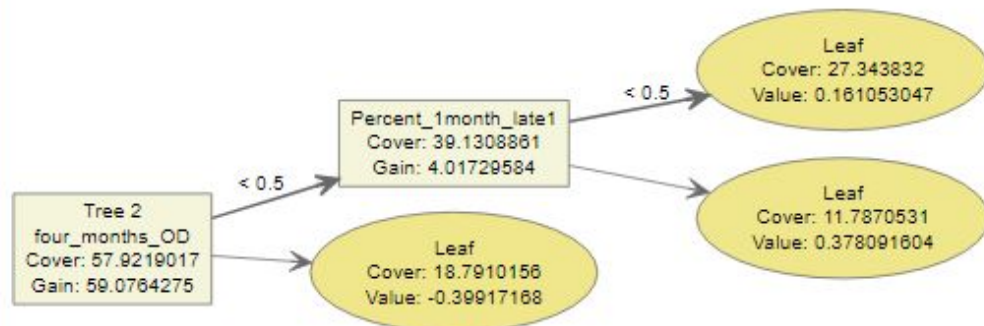 Tree 2
four_months_OD
Cover: 57.9219017
Gain: 59.0764275
< 0.5
Percent_1month_late1
Cover: 39.1308861
Gain: 4.01729584
< 0.5
Leaf
Cover: 27.343832
Value: 0.161053047
Leaf
Cover: 11.7870531
Value: 0.378091604
Leaf
Cover: 18.7910156
Value: -0.39917168